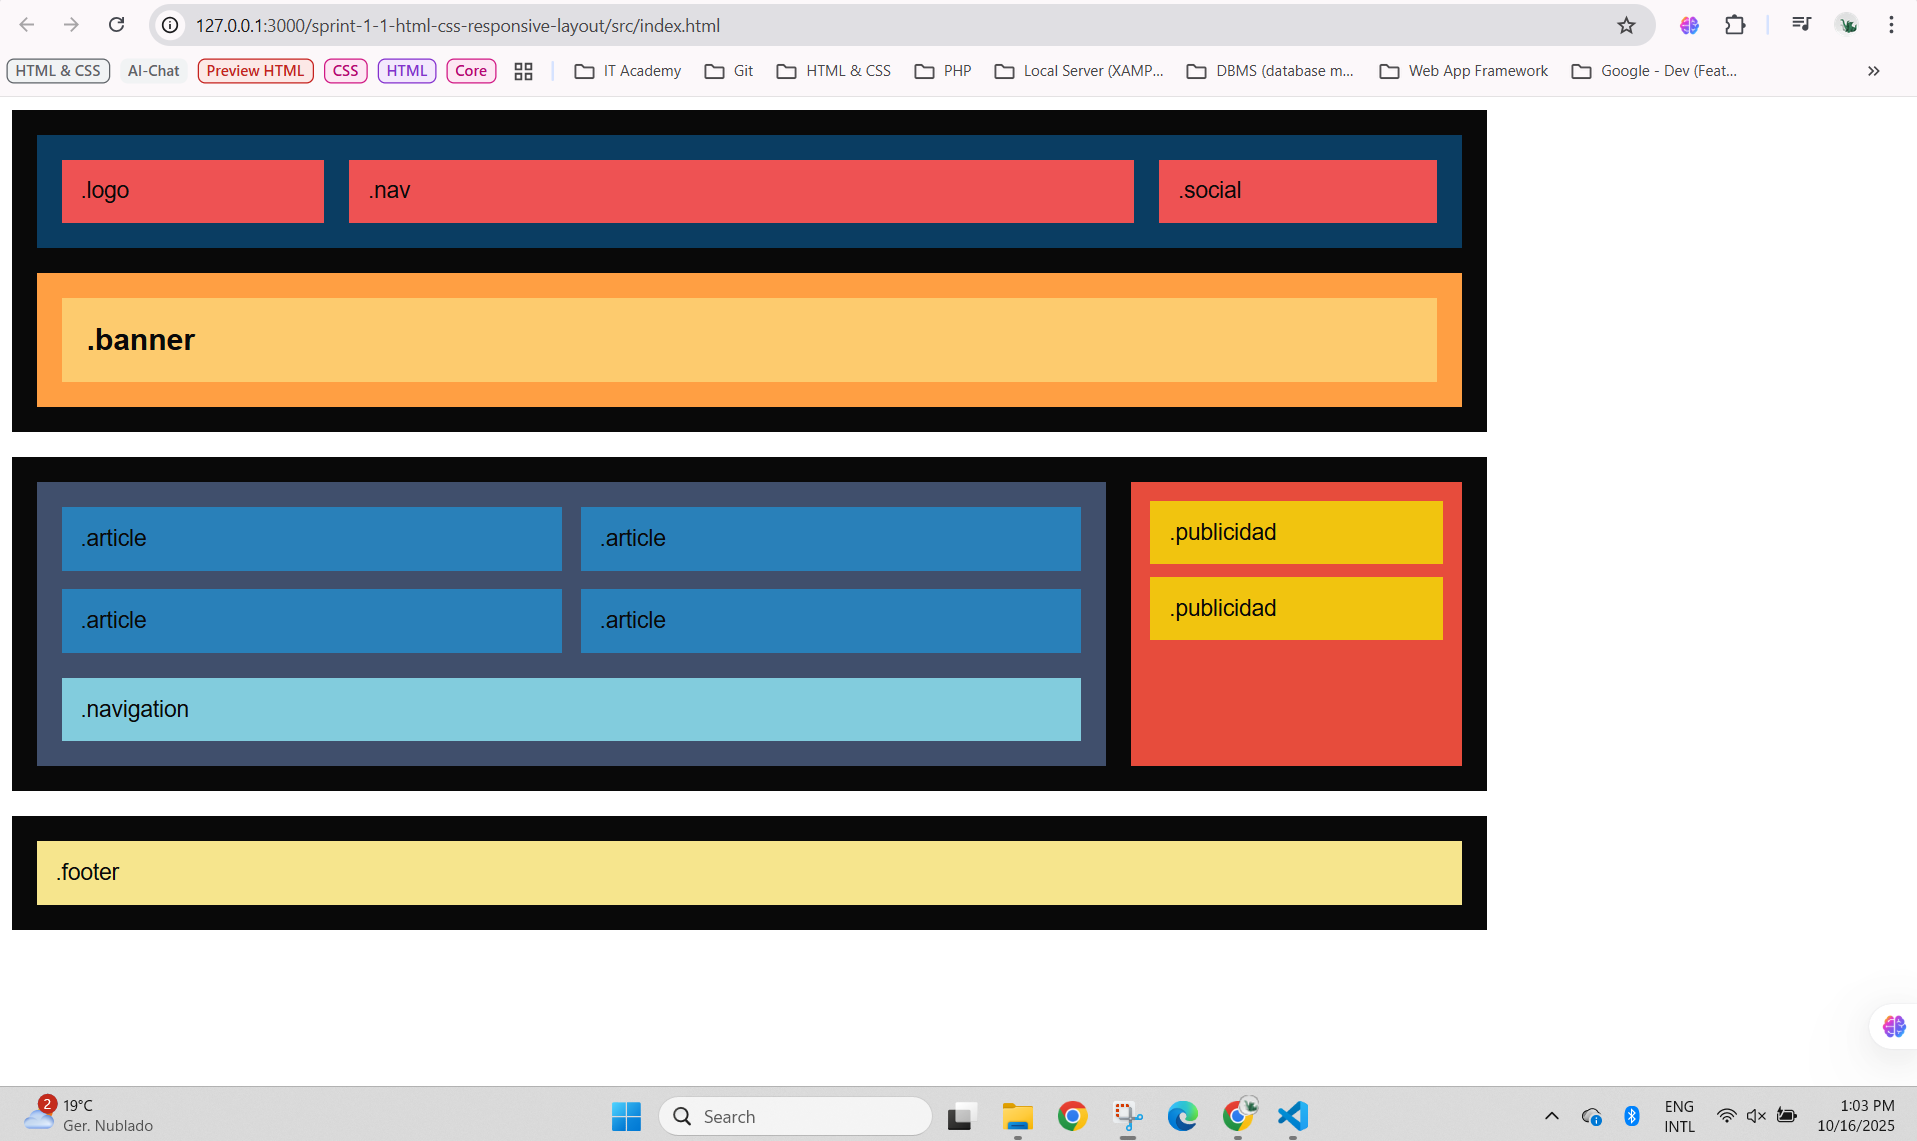 127.0.0.1:3000/sprint-1-1-html-css-responsive-layout/src/index.html
HTML & CSS AI-Chat Preview HTML CSS HTML Core IT Academy Git HTML & CSS PHP Local Server (XAMP... DBMS (database m... Web App Framework Google - Dev (Feat...
.logo .nav .social
.banner
.article .article .publicidad
.article .article .publicidad
.navigation
.footer
2 19°C
Ger. Nublado
Search
ENG
INTL
1:03 PM
10/16/2025